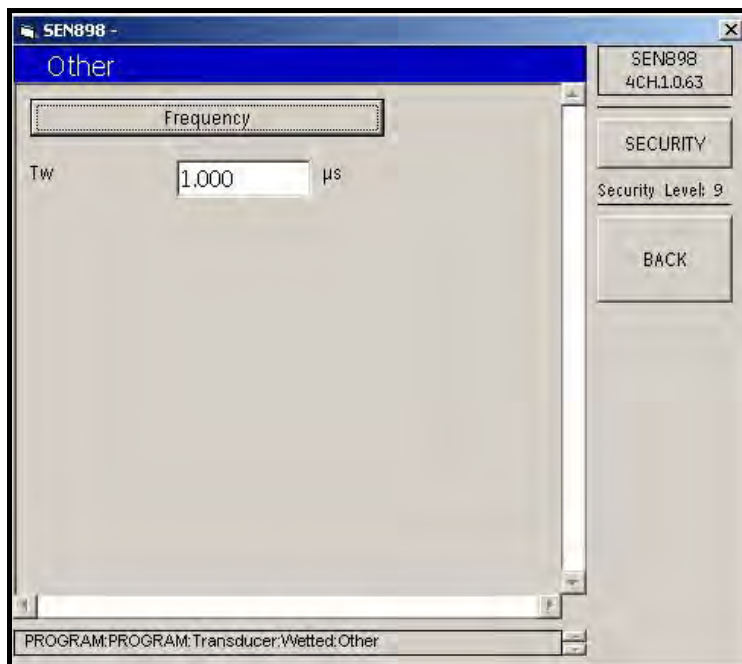 SEN898 -
Other
Frequency
Tw 1.000 µs
SEN898
4CH.1.0.63
SECURITY
Security Level: 9
BACK
PROGRAM:PROGRAM:Transducer:Wetted:Other